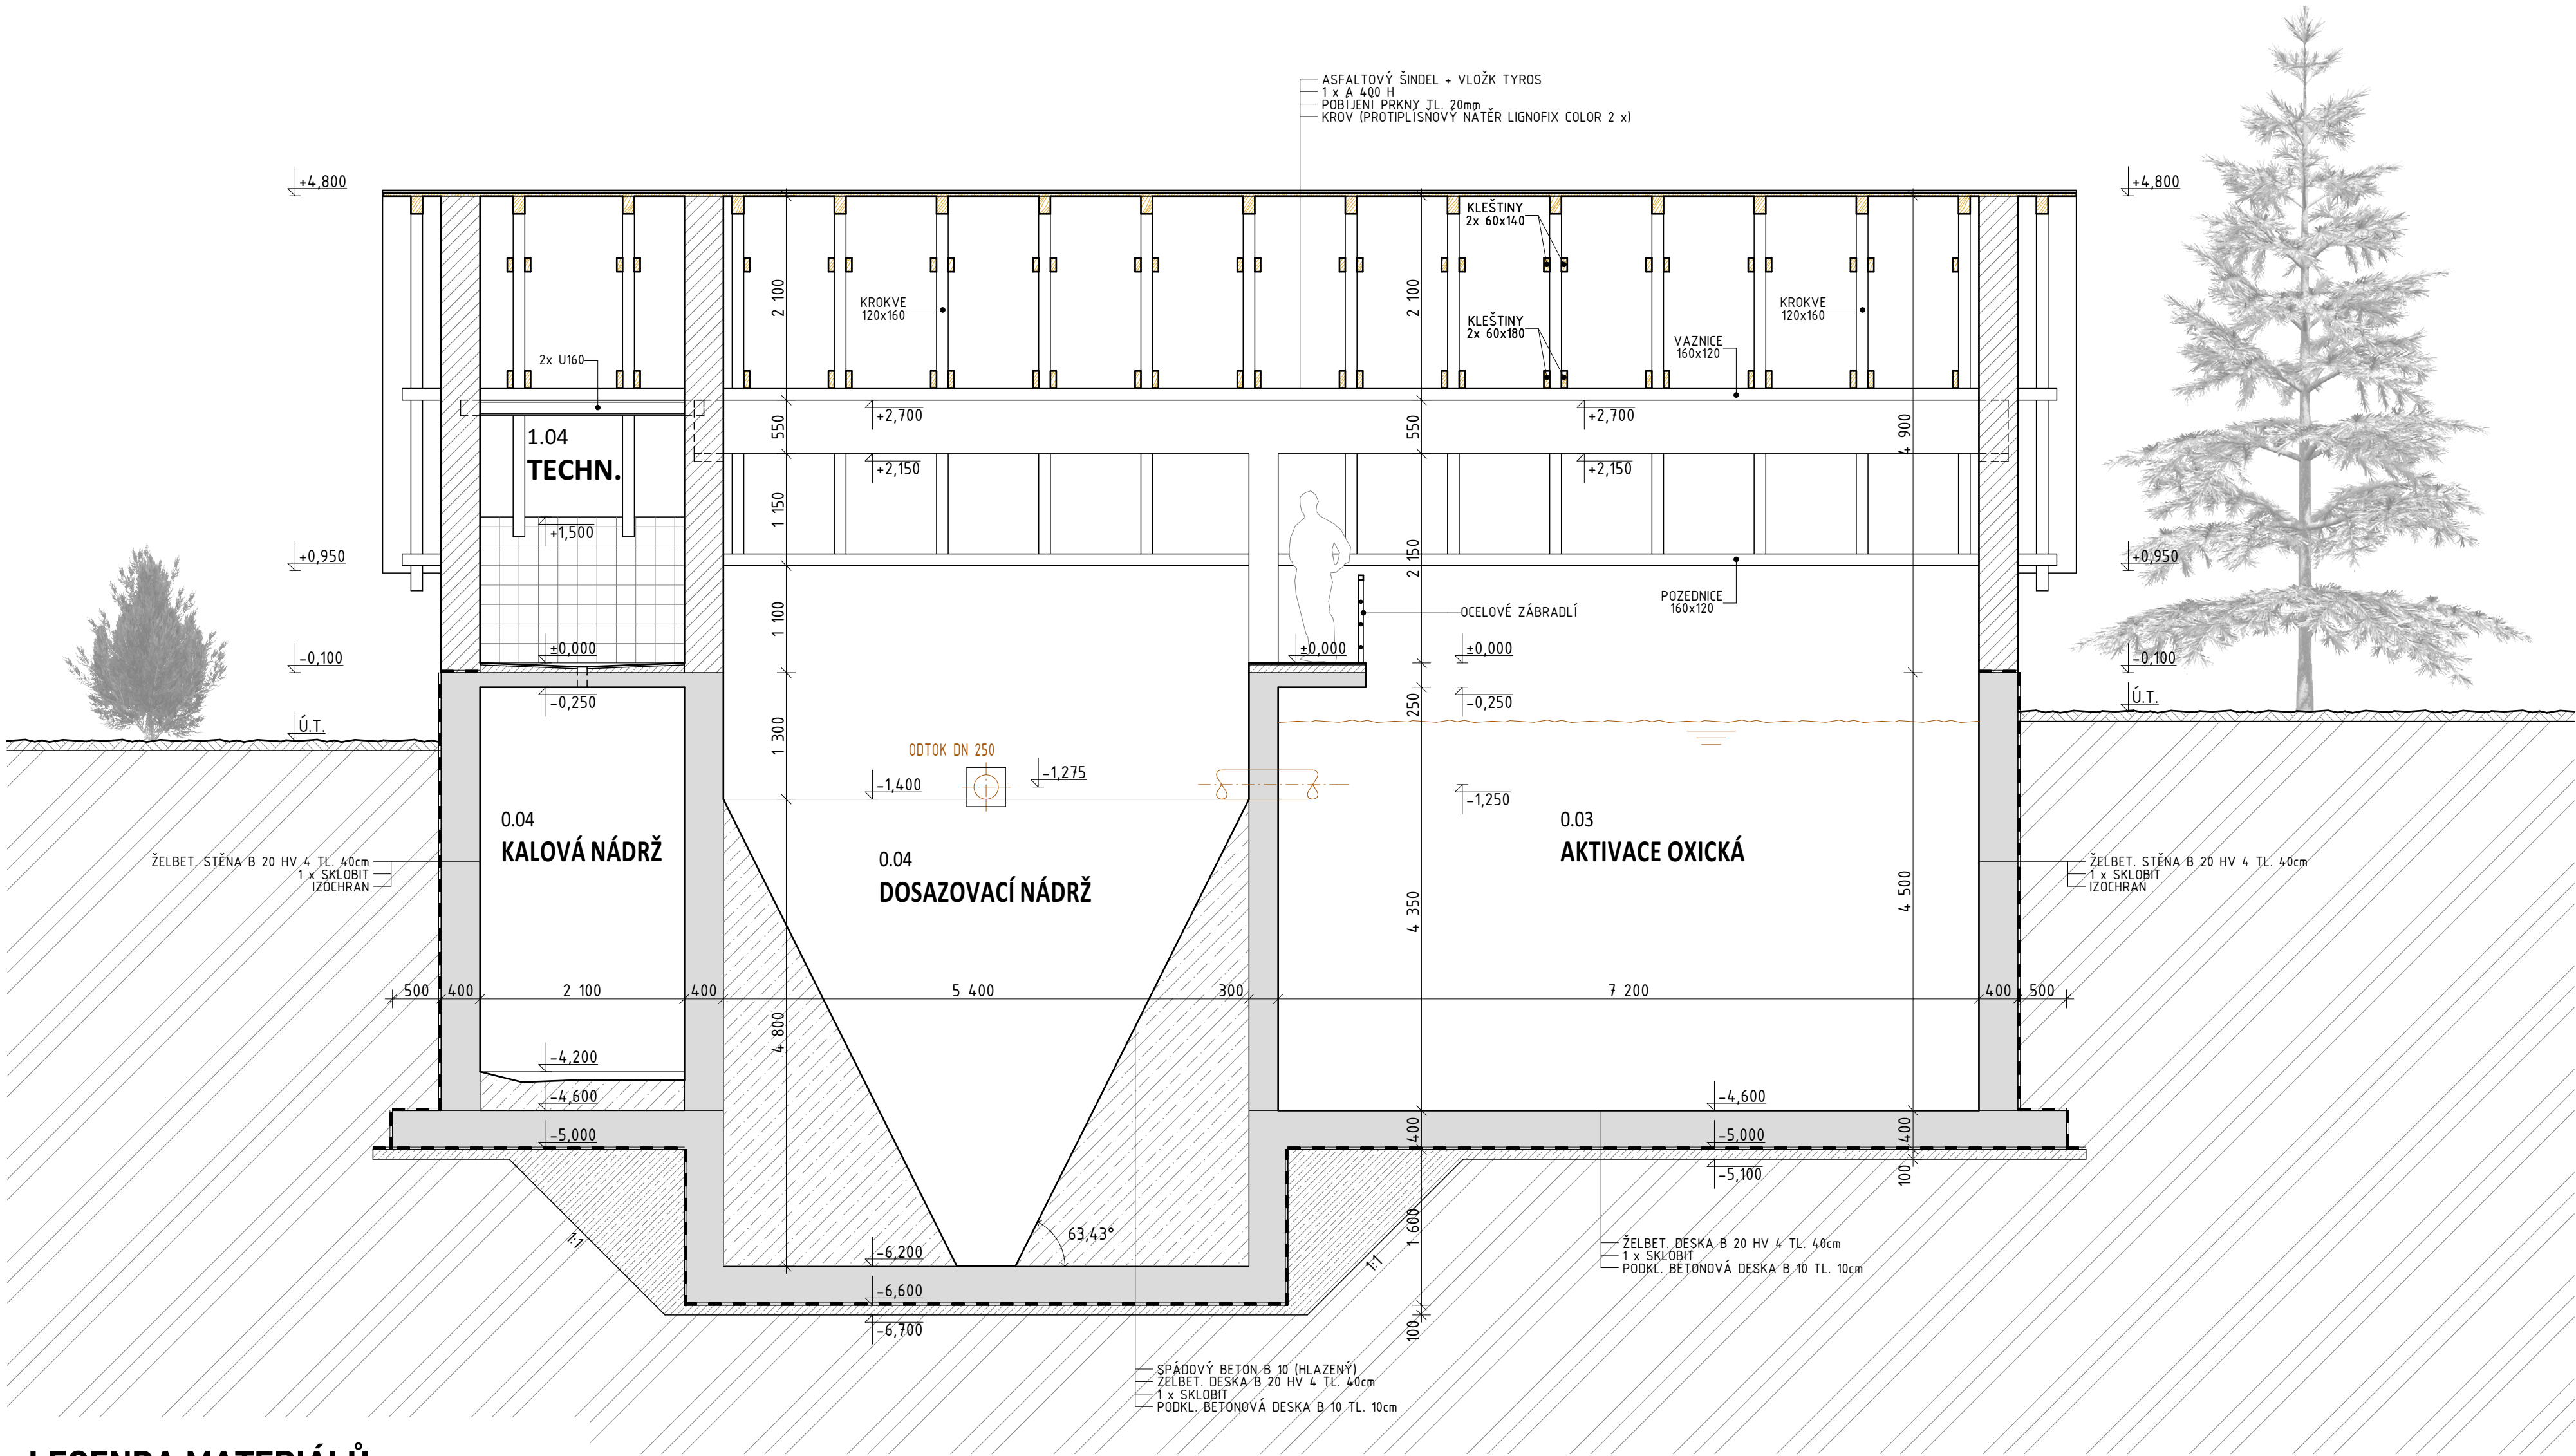 ASFALTOVÝ ŠINDEL + VLOŽK TYROS
1 x A 400 H
POBÍJENÍ PRKNY TL. 20mm
KROV (PROTIPLÍSNOVÝ NÁTĚR LIGNOFIX COLOR 2 x)
+4,800
+4,800
KLEŠTINY
2x 60x140
2 100
2 100
KROKVE
120x160
KROKVE
120x160
KLEŠTINY
2x 60x180
VAZNICE
160x120
2x U160
+2,700
+2,700
550
550
4 900
1.04
TECHN.
+2,150
+2,150
1 150
+1,500
2 150
+0,950
+0,950
POZEDNICE
160x120
OCELOVÉ ZÁBRADLÍ
1 100
±0,000
±0,000
±0,000
-0,100
-0,100
-0,250
250
-0,250
Ú.T.
Ú.T.
1 300
ODTOK DN 250
-1,275
-1,400
-1,250
0.04
KALOVÁ NÁDRŽ
0.04
DOSAZOVACÍ NÁDRŽ
0.03
AKTIVACE OXICKÁ
ŽELBET. STĚNA B 20 HV 4 TL. 40cm
1 x SKLOBIT
IZOCHRAN
ŽELBET. STĚNA B 20 HV 4 TL. 40cm
1 x SKLOBIT
IZOCHRAN
4 350
4 500
500
400
2 100
400
5 400
300
7 200
400
500
4 800
-4,200
-4,600
-4,600
-5,000
-5,000
400
400
-5,100
100
1:1
63,43°
1 600
1:1
-6,200
-6,600
-6,700
100
ŽELBET. DESKA B 20 HV 4 TL. 40cm
1 x SKLOBIT
PODKL. BETONOVÁ DESKA B 10 TL. 10cm
SPÁDOVÝ BETON B 10 (HLAZENÝ)
ŽELBET. DESKA B 20 HV 4 TL. 40cm
1 x SKLOBIT
PODKL. BETONOVÁ DESKA B 10 TL. 10cm
LEGENDA MATERIÁLŮ